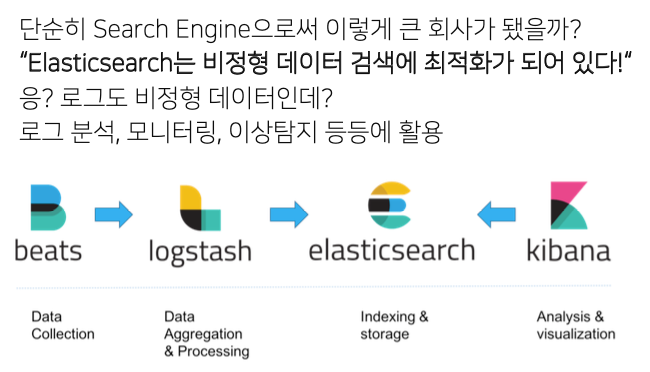 단순히 Search Engine으로써 이렇게 큰 회사가 됐을까?
“Elasticsearch는 비정형 데이터 검색에 최적화가 되어 있다!“
응? 로그도 비정형 데이터인데?
로그 분석, 모니터링, 이상탐지 등등에 활용
beats
logstash
elasticsearch
kibana
Data
Collection
Data
Aggregation
& Processing
Indexing &
storage
Analysis &
visualization